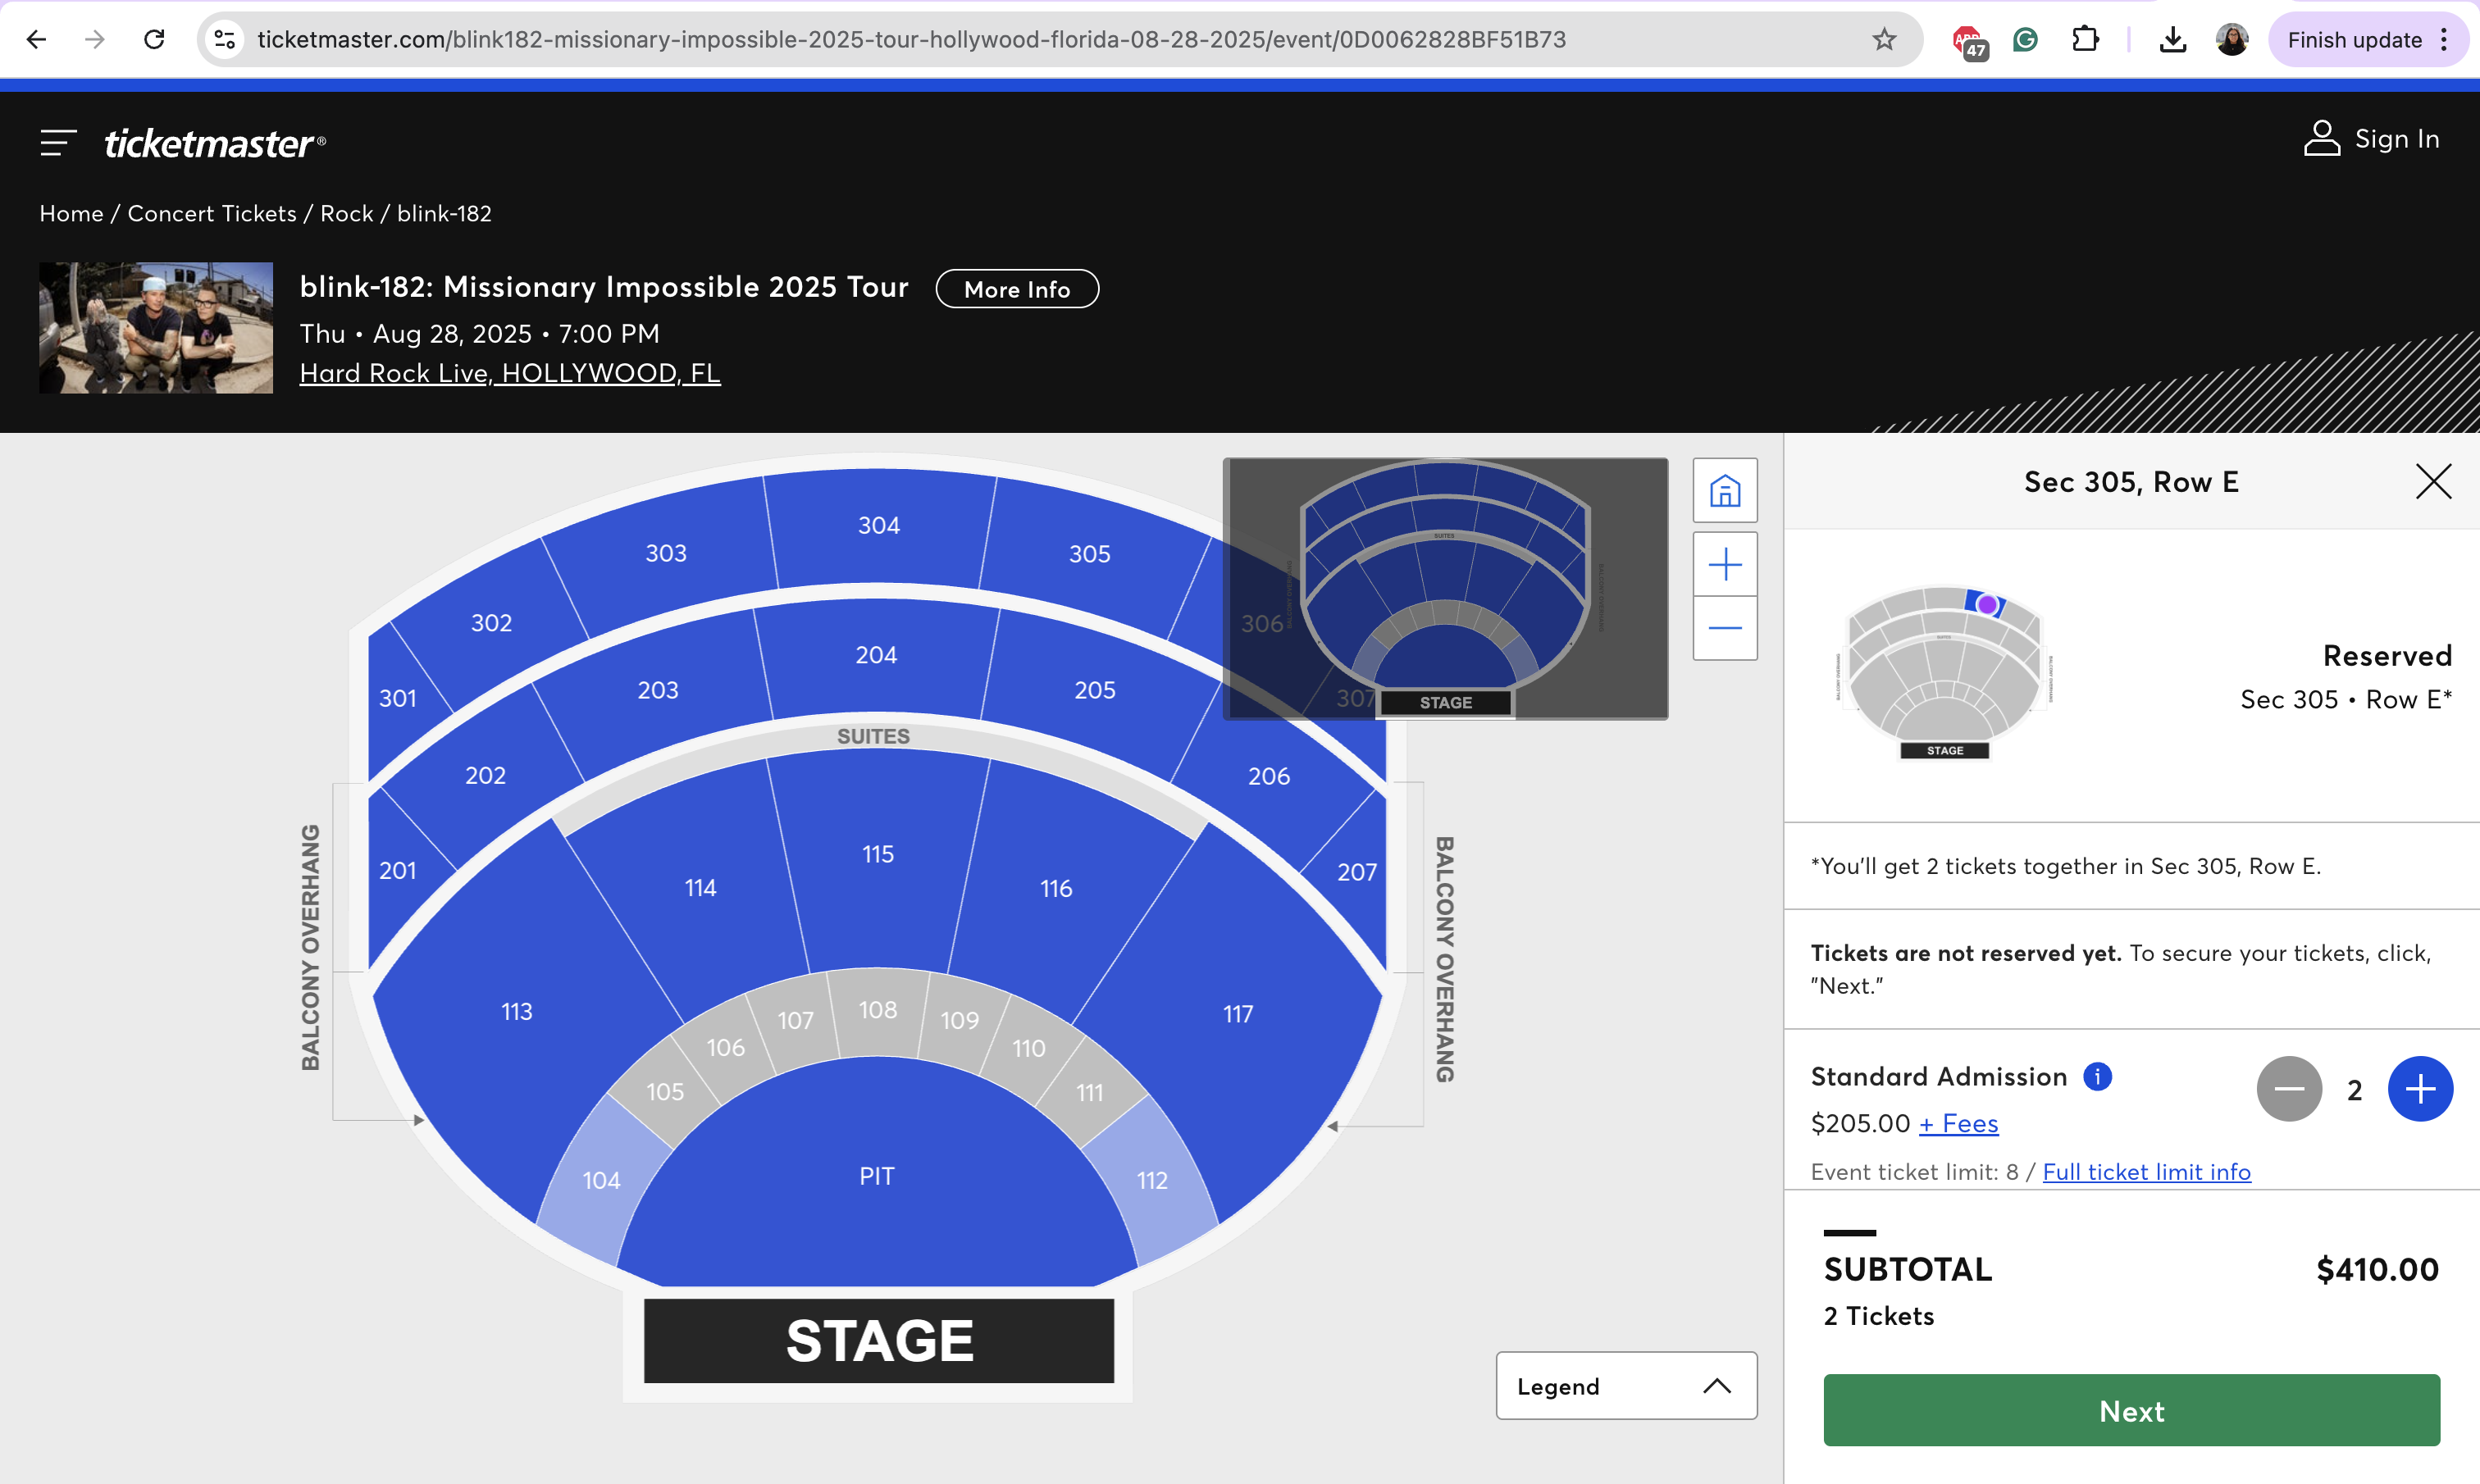 ticketmaster.com/blink182-missionary-impossible-2025-tour-hollywood-florida-08-28-2025/event/0D0062828BF51B73
47
Finish update
ticketmaster®
Sign In
Home / Concert Tickets / Rock / blink-182
blink-182: Missionary Impossible 2025 Tour
More Info
Thu • Aug 28, 2025 • 7:00 PM
Hard Rock Live, HOLLYWOOD, FL
304
303
305
302
306
301
307
204
203
205
202
206
201
207
SUITES
115
114
116
113
117
108
107
109
106
110
105
111
104
112
PIT
STAGE
BALCONY OVERHANG
BALCONY OVERHANG
SUITES
STAGE
Legend
Sec 305, Row E
STAGE
Reserved
Sec 305 • Row E*
*You'll get 2 tickets together in Sec 305, Row E.
Tickets are not reserved yet. To secure your tickets, click,
"Next."
Standard Admission
2
$205.00 + Fees
Event ticket limit: 8 / Full ticket limit info
SUBTOTAL
$410.00
2 Tickets
Next